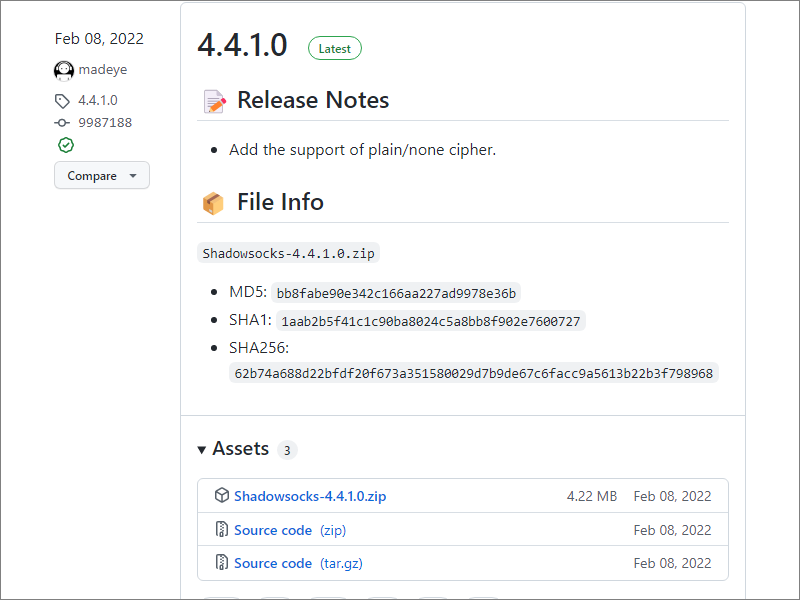 Feb 08, 2022
madeye
4.4.1.0
9987188
Compare
4.4.1.0 Latest
Release Notes
Add the support of plain/none cipher.
File Info
Shadowsocks-4.4.1.0.zip
MD5: bb8fabe90e342c166aa227ad9978e36b
SHA1: 1aab2b5f41c1c90ba8024c5a8bb8f902e7600727
SHA256:
62b74a688d22bfdf20f673a351580029d7b9de67c6facc9a5613b22b3f798968
Assets 3
Shadowsocks-4.4.1.0.zip 4.22 MB Feb 08, 2022
Source code (zip) Feb 08, 2022
Source code (tar.gz) Feb 08, 2022